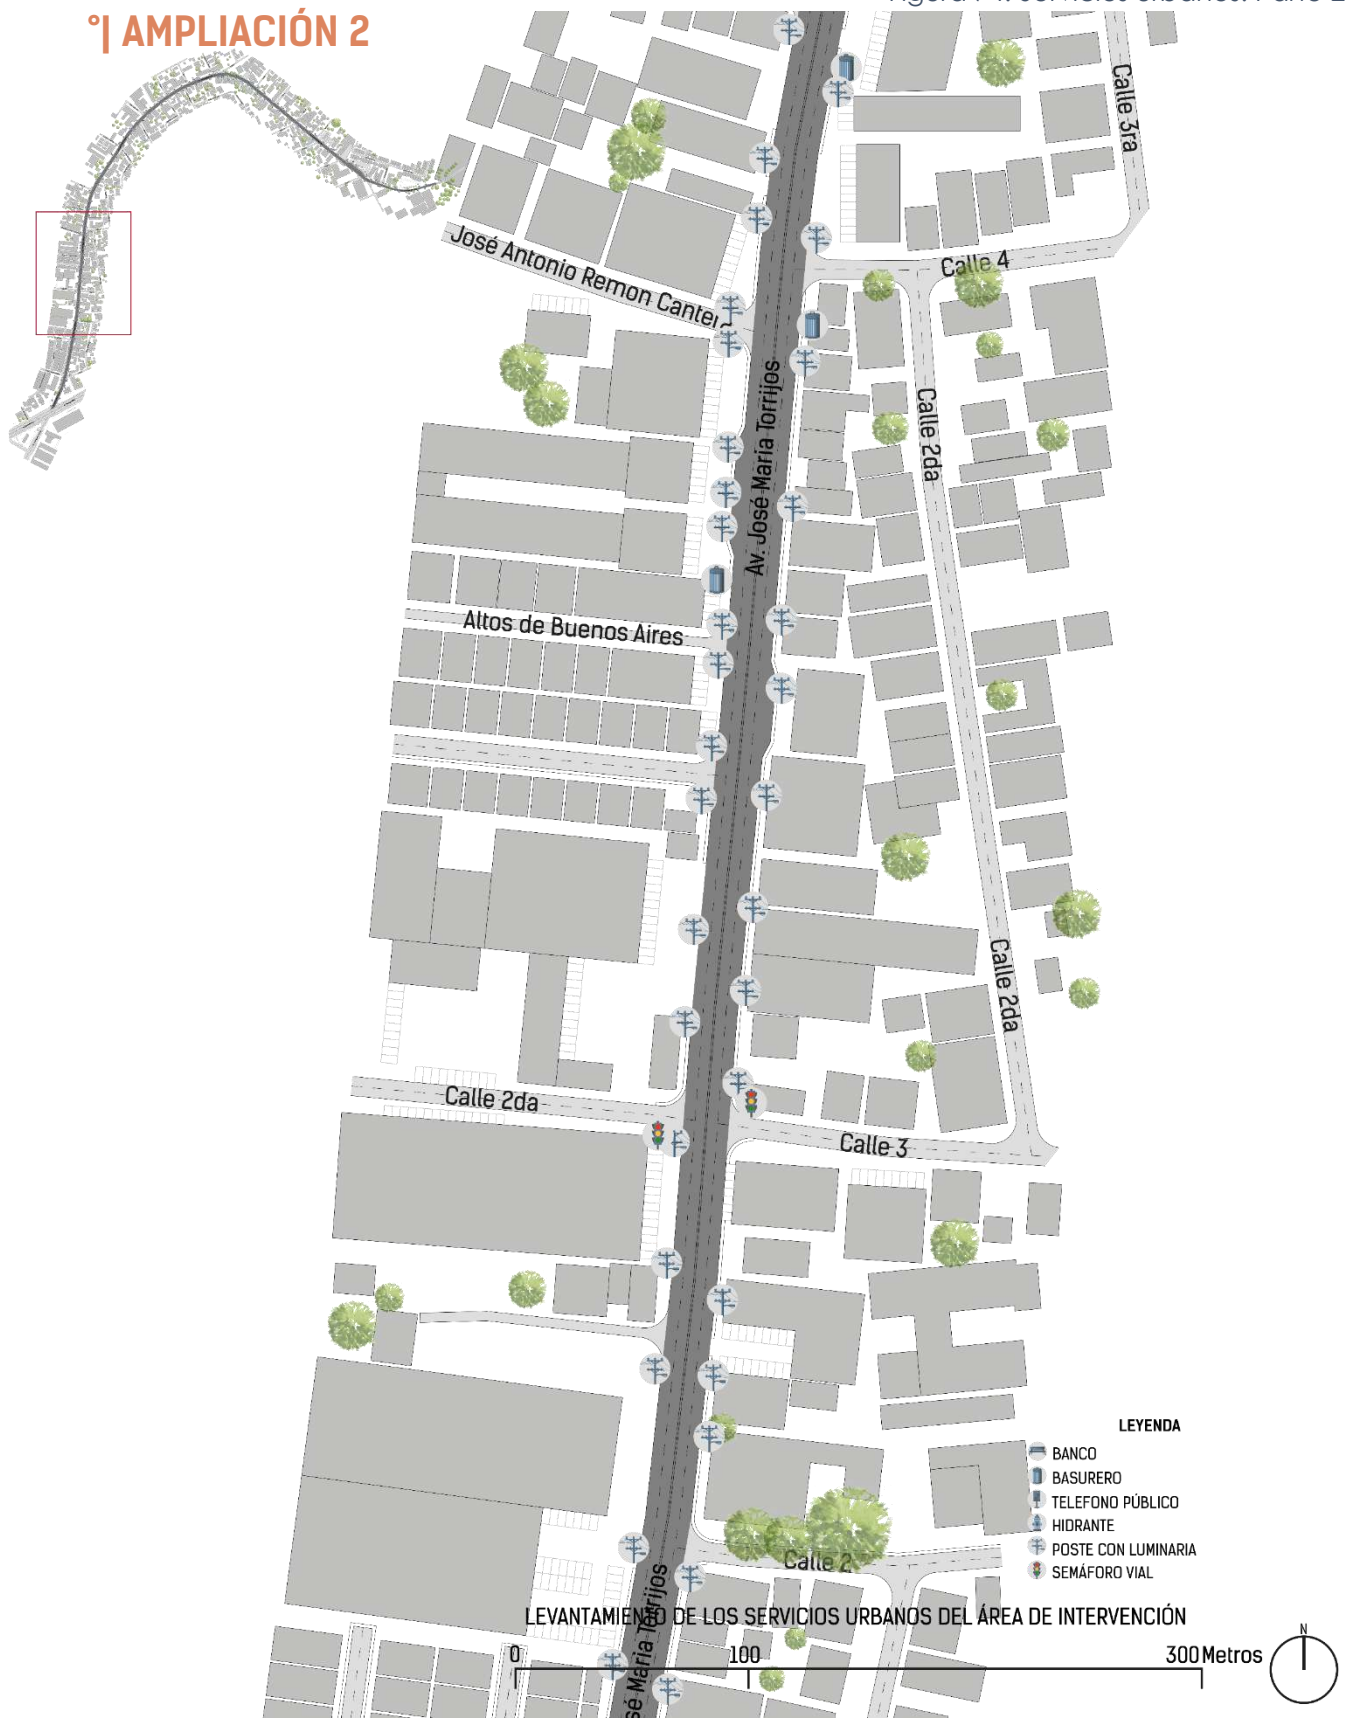 °| AMPLIACIÓN 2
Calle 3ra
José Antonio Remon Cantera
Calle 4
Av. José María Torrijos
Calle 2da
Altos de Buenos Aires
Calle 2da
Calle 2da
Calle 3
LEYENDA
BANCO
BASURERO
TELEFONO PÚBLICO
HIDRANTE
POSTE CON LUMINARIA
SEMÁFORO VIAL
Calle 2
José María Torrijos
LEVANTAMIENTO DE LOS SERVICIOS URBANOS DEL ÁREA DE INTERVENCIÓN
0 100 300 Metros
N